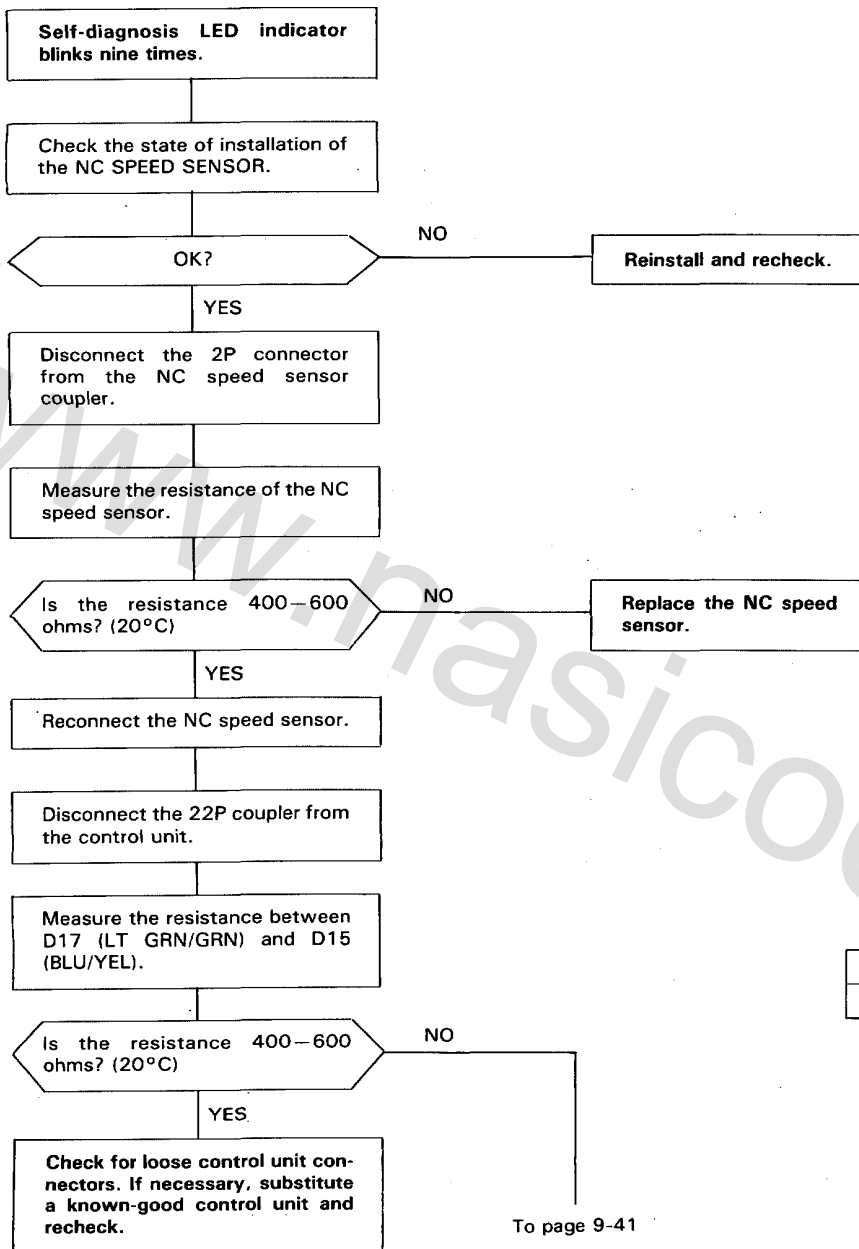 Self-diagnosis LED indicator
blinks nine times.
Check the state of installation of
the NC SPEED SENSOR.
OK?
NO
Reinstall and recheck.
YES
Disconnect the 2P connector
from the NC speed sensor
coupler.
Measure the resistance of the NC
speed sensor.
Is the resistance 400—600
ohms? (20°C)
NO
Replace the NC speed
sensor.
YES
Reconnect the NC speed sensor.
Disconnect the 22P coupler from
the control unit.
Measure the resistance between
D17 (LT GRN/GRN) and D15
(BLU/YEL).
Is the resistance 400—600
ohms? (20°C)
NO
YES
Check for loose control unit con-
nectors. If necessary, substitute
a known-good control unit and
recheck.
To page 9-41